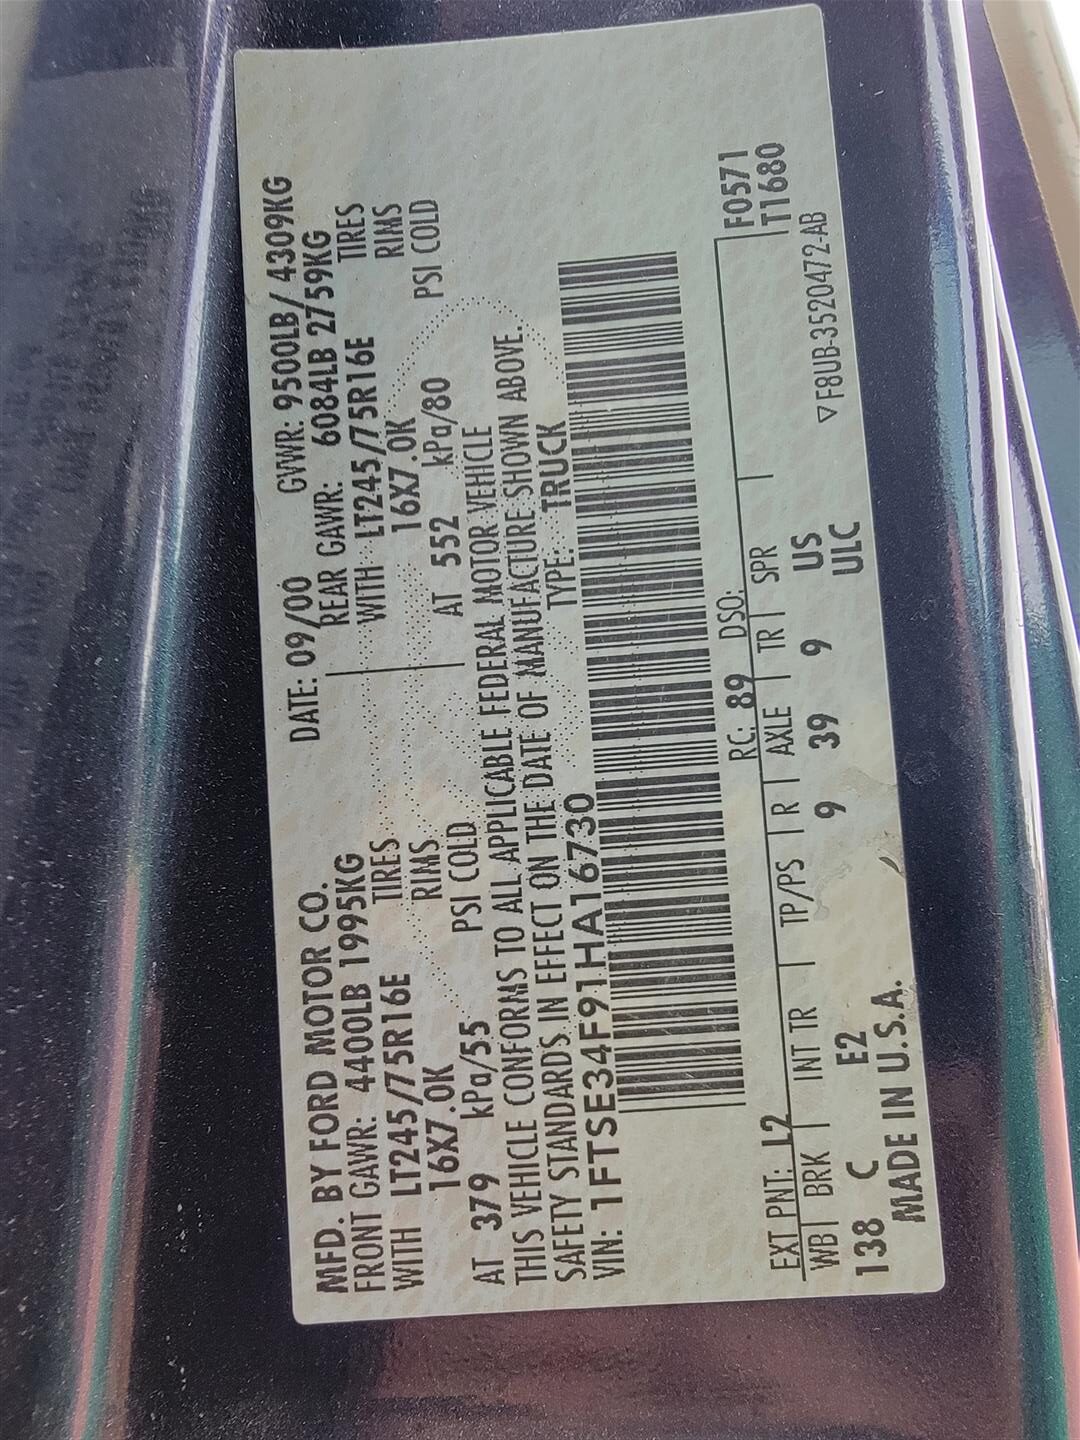 MFD. BY FORD MOTOR CO.
DATE: 09/00 GVWR: 9500LB/ 4309KG
FRONT GAWR: 4400LB 1995KG REAR GAWR: 6084LB 2759KG
WITH LT245/75R16E TIRES WITH LT245/75R16E TIRES
16X7.0K RIMS 16X7.0K RIMS
AT 379 kPa/55 PSI COLD AT 552 kPa/80 PSI COLD
THIS VEHICLE CONFORMS TO ALL APPLICABLE FEDERAL MOTOR VEHICLE
SAFETY STANDARDS IN EFFECT ON THE DATE OF MANUFACTURE SHOWN ABOVE.
VIN: 1FTSE34F91HA16730 TYPE: TRUCK
F0571
EXT PNT: L2 RC: 89 DSO: T1680
WB BRK INT TR TP/PS R AXLE TR SPR
138 C E2 9 39 9 US
ULC
MADE IN U.S.A. ▽F8UB-3520472-AB